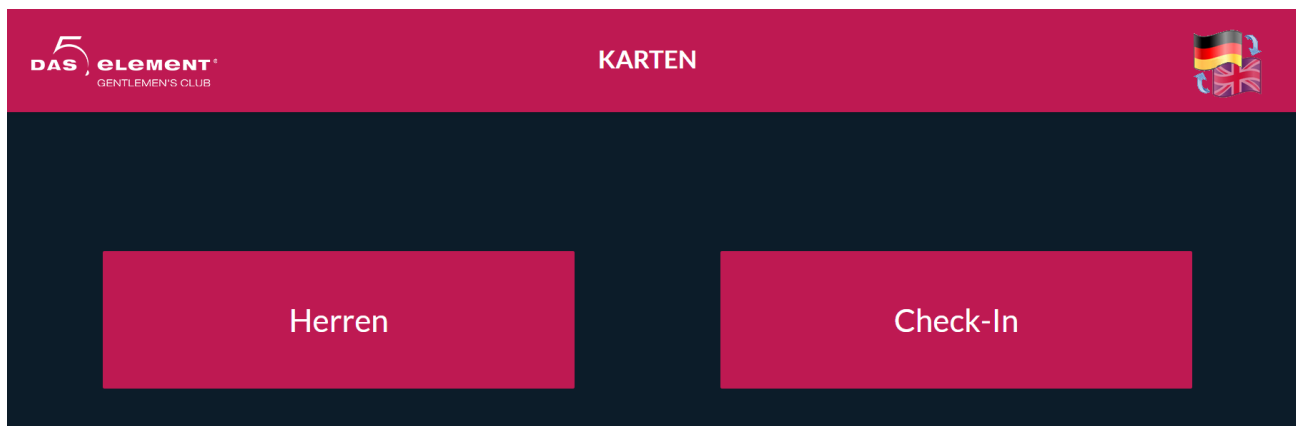 DAS 5 eLemenT®
GENTLEMEN'S CLUB
KARTEN
Herren
Check-In